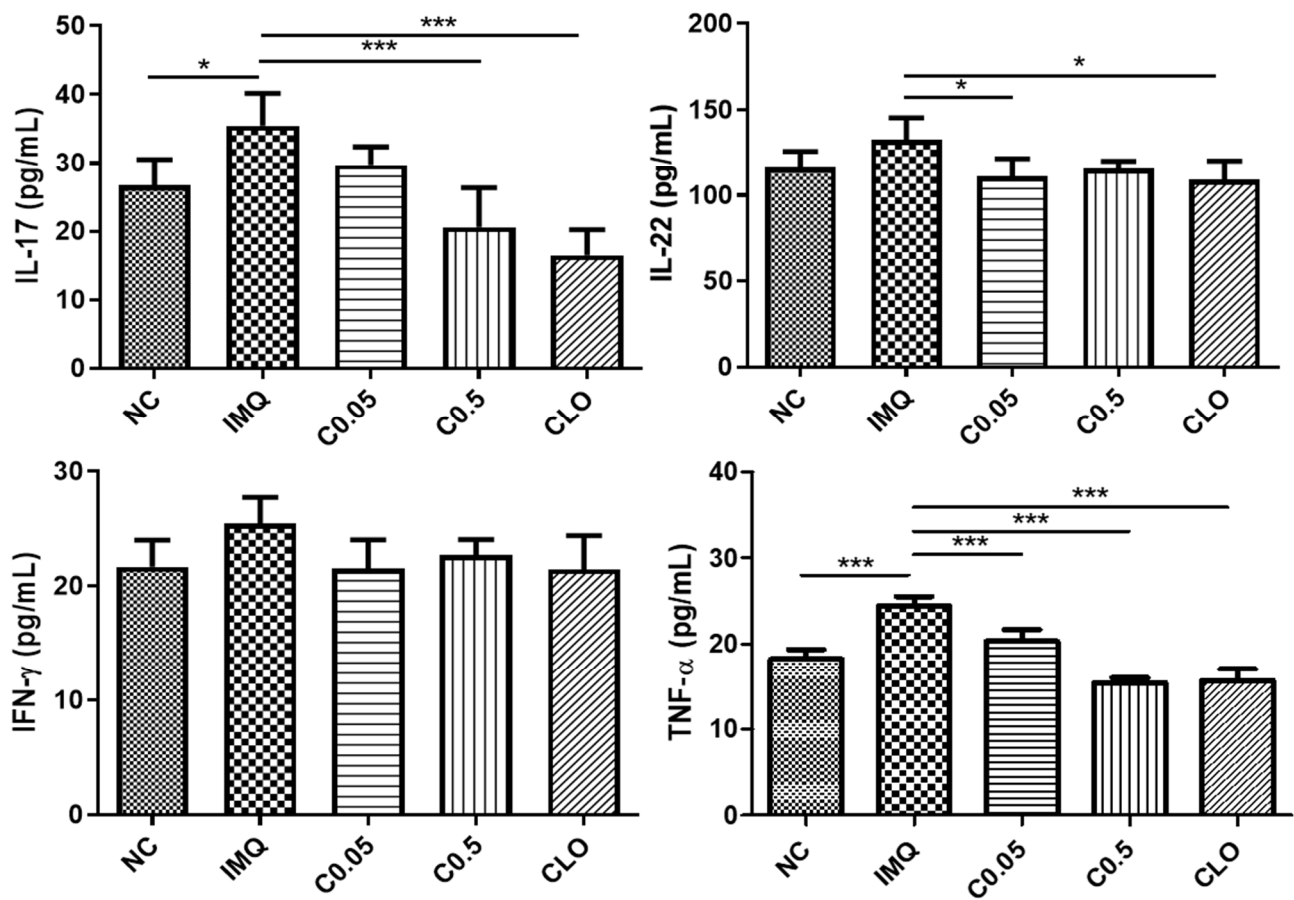 IL-17 (pg/mL)
50
40
30
20
10
0
*
***
***
NC
IMQ
C0.05
C0.5
CLO
IL-22 (pg/mL)
200
150
100
50
0
*
*
NC
IMQ
C0.05
C0.5
CLO
IFN-γ (pg/mL)
30
20
10
0
NC
IMQ
C0.05
C0.5
CLO
TNF-α (pg/mL)
40
30
20
10
0
***
***
***
***
NC
IMQ
C0.05
C0.5
CLO